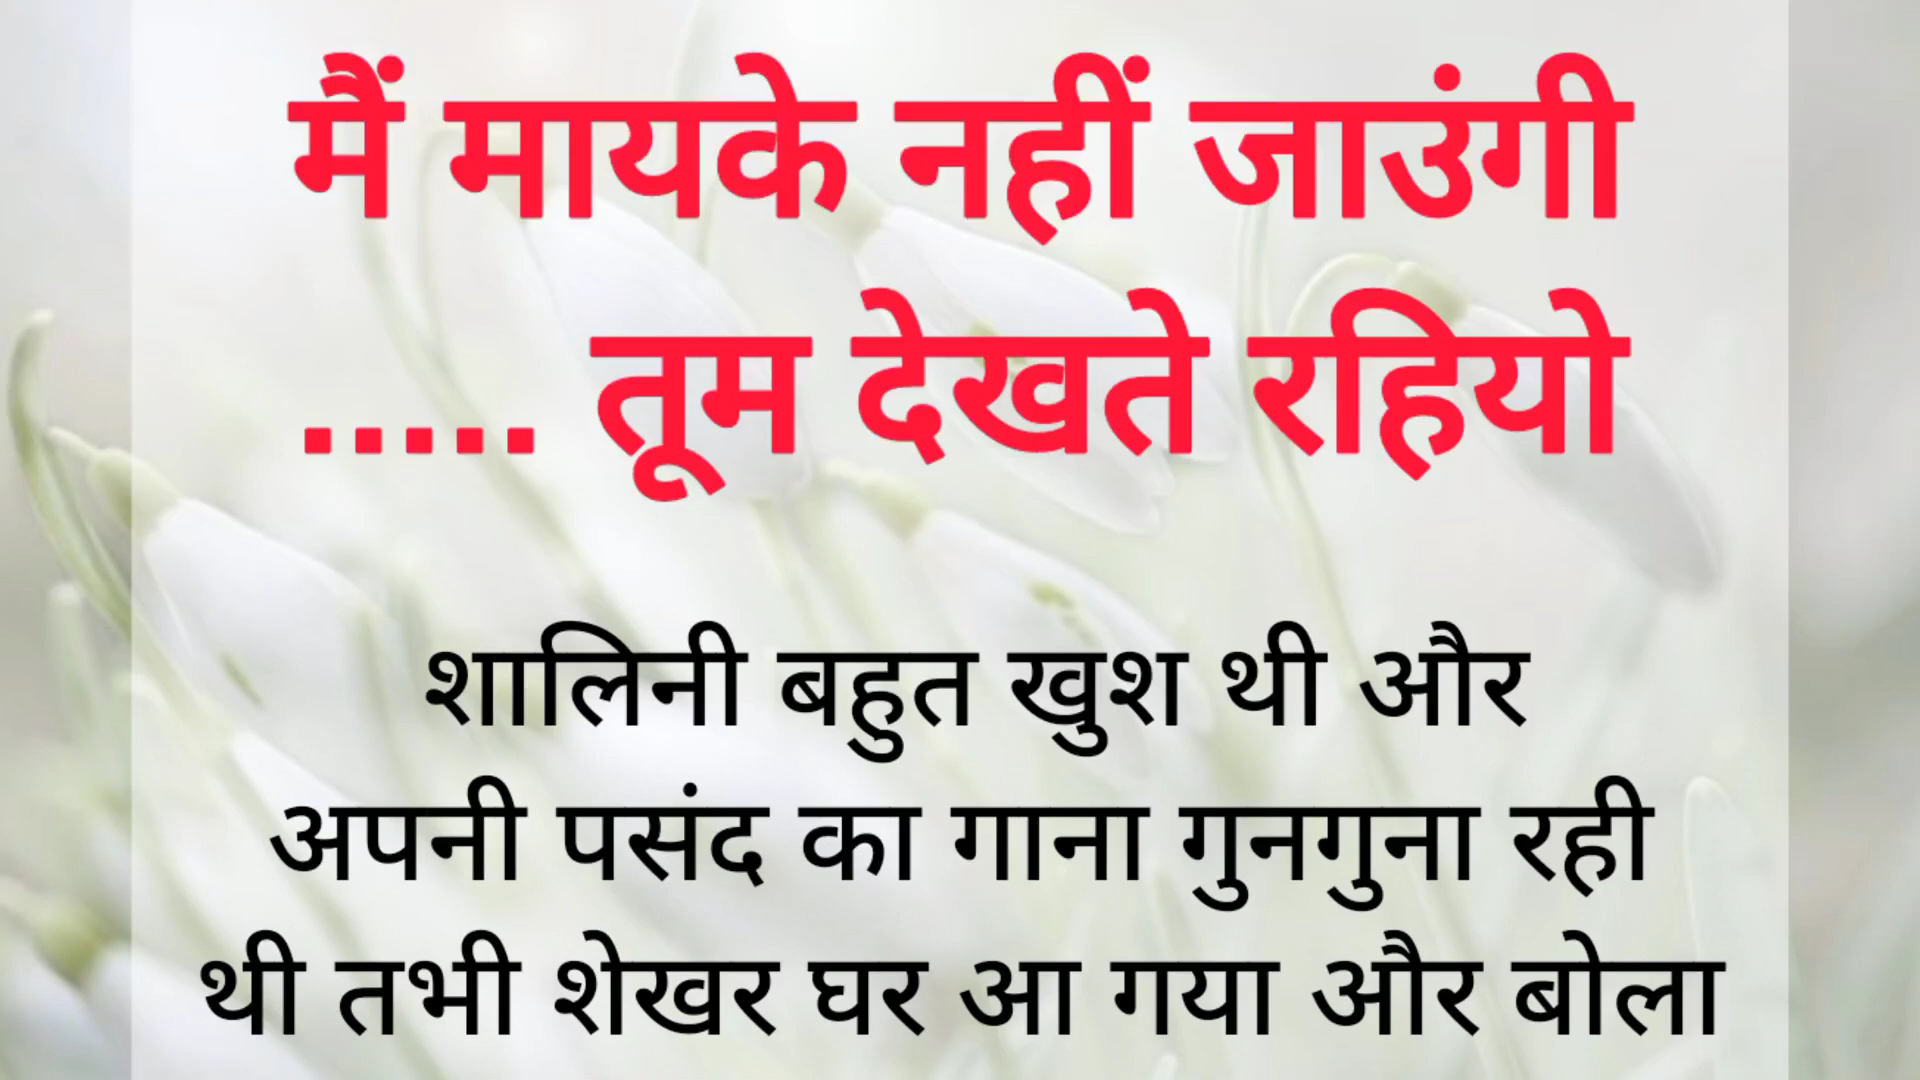 मैं मायके नहीं जाउंगी
..... तूम देखते रहियो
शालिनी बहुत खुश थी और
अपनी पसंद का गाना गुनगुना रही
थी तभी शेखर घर आ गया और बोला